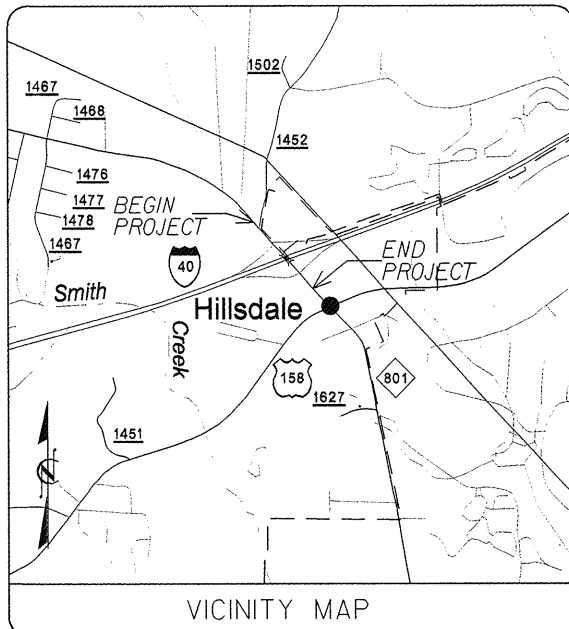 1502
1467
1468
1452
1476
1477
BEGIN
PROJECT
1478
1467
END
PROJECT
40
Smith
Hillsdale
Creek
158
801
1627
1451
N
VICINITY MAP